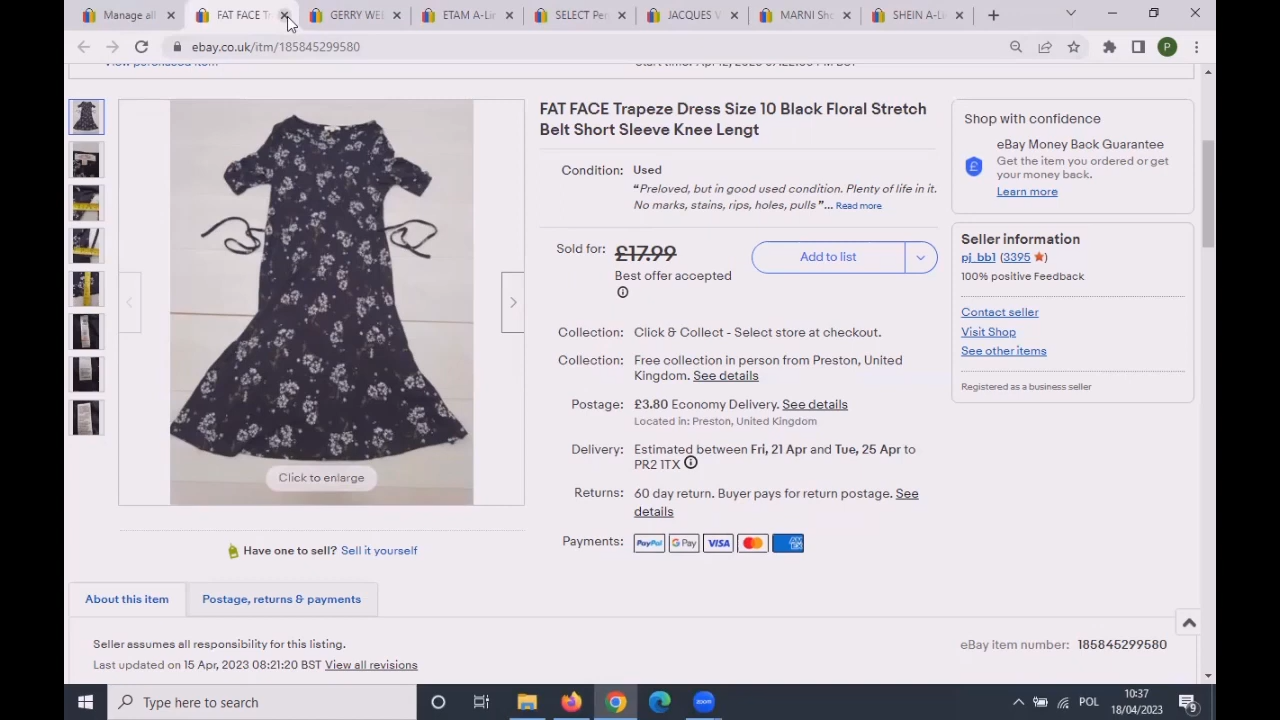 Manage all
FAT FACE Tr
GERRY WEE
ETAM A-Lin
SELECT Pen
JACQUES V
MARNI Sho
SHEIN A-Li
ebay.co.uk/itm/185845299580
P
FAT FACE Trapeze Dress Size 10 Black Floral Stretch
Belt Short Sleeve Knee Lengt
Condition: Used
“Preloved, but in good used condition. Plenty of life in it.
No marks, stains, rips, holes, pulls ”... Read more
Sold for: £17.99
Best offer accepted
Add to list
Collection: Click & Collect - Select store at checkout.
Collection: Free collection in person from Preston, United
Kingdom. See details
Postage: £3.80 Economy Delivery. See details
Located in: Preston, United Kingdom
Delivery: Estimated between Fri, 21 Apr and Tue, 25 Apr to
PR2 1TX
Returns: 60 day return. Buyer pays for return postage. See
details
Payments: PayPal G Pay VISA
Shop with confidence
eBay Money Back Guarantee
Get the item you ordered or get
your money back.
Learn more
Seller information
pj_bb1 (3395)
100% positive Feedback
Contact seller
Visit Shop
See other items
Registered as a business seller
Click to enlarge
Have one to sell? Sell it yourself
About this item
Postage, returns & payments
Seller assumes all responsibility for this listing.
Last updated on 15 Apr, 2023 08:21:20 BST View all revisions
eBay item number: 185845299580
Type here to search
zoom
POL
10:37
18/04/2023
9